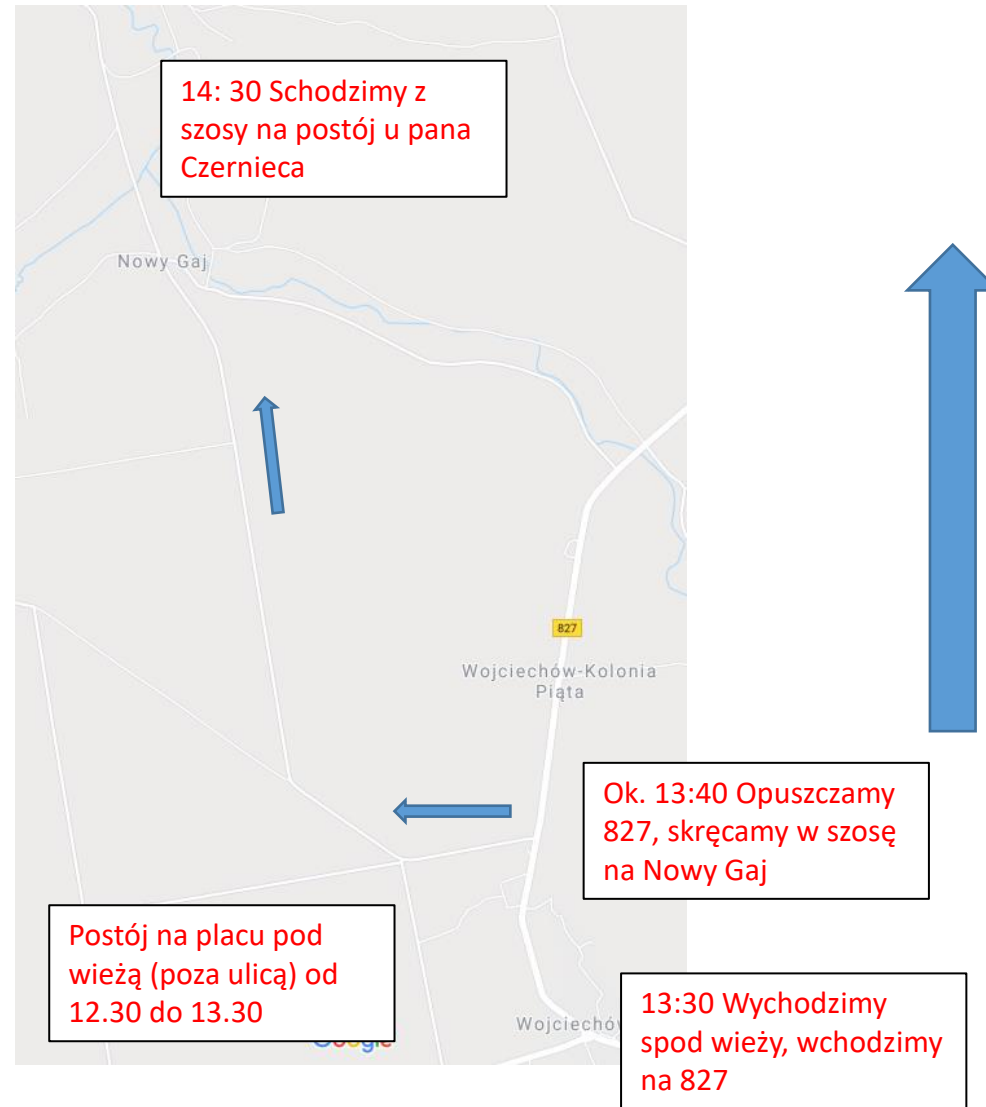 14: 30 Schodzimy z
szosy na postój u pana
Czernieca
Nowy Gaj
827
Wojciechów-Kolonia
Piąta
Ok. 13:40 Opuszczamy
827, skręcamy w szosę
na Nowy Gaj
Postój na placu pod
wieżą (poza ulicą) od
12.30 do 13.30
13:30 Wychodzimy
spod wieży, wchodzimy
na 827
Wojciechó